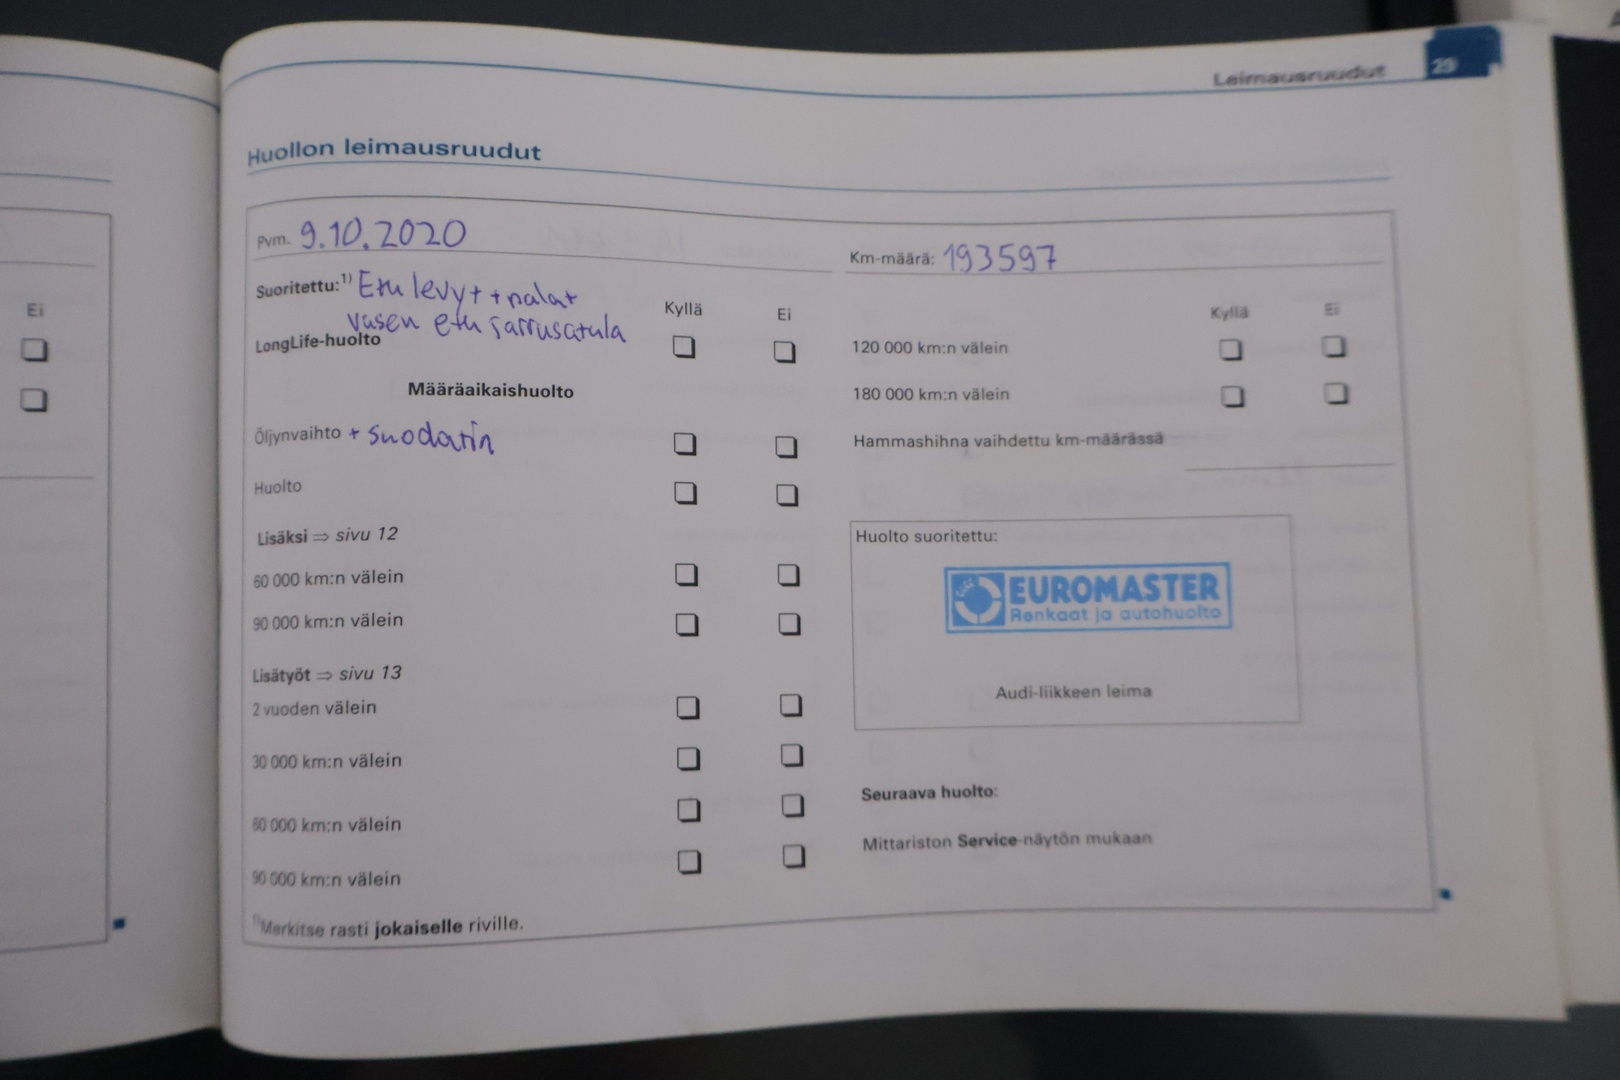 Leimausruudut 29
Huollon leimausruudut
Pvm. 9.10.2020
Km-määrä: 193597
Suoritettu:¹⁾ Etu levyt + palat
vasen etu jarrusatula
Kyllä Ei
LongLife-huolto
Määräaikaishuolto
Öljynvaihto + suodatin
Huolto
Lisäksi ⇒ sivu 12
60 000 km:n välein
90 000 km:n välein
Lisätyöt ⇒ sivu 13
2 vuoden välein
30 000 km:n välein
60 000 km:n välein
90 000 km:n välein
¹⁾Merkitse rasti jokaiselle riville.
Kyllä Ei
120 000 km:n välein
180 000 km:n välein
Hammashihna vaihdettu km-määrässä
Huolto suoritettu:
EUROMASTER
Renkaat ja autohuolto
Audi-liikkeen leima
Seuraava huolto:
Mittariston Service-näytön mukaan
Ei